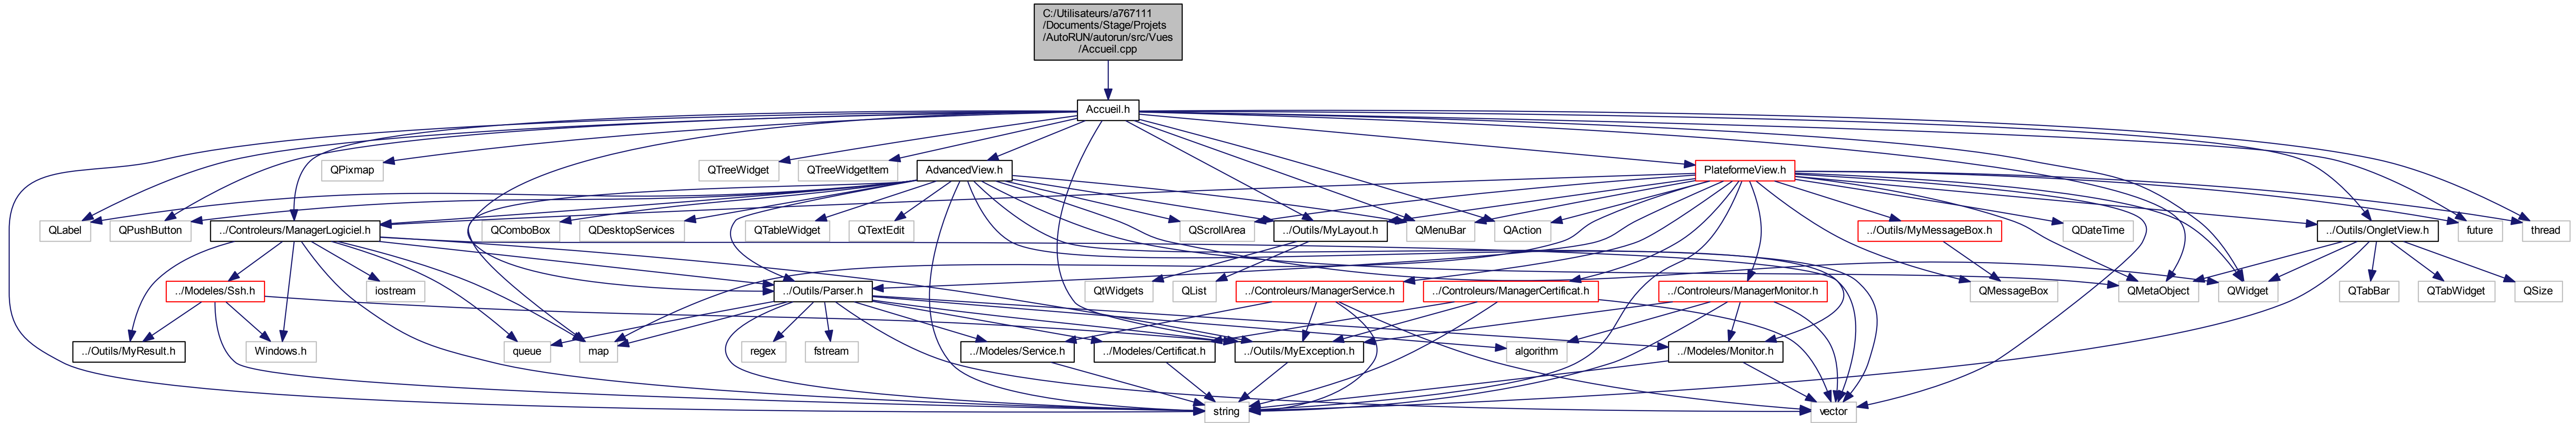 C:/Utilisateurs/a767111
/Documents/Stage/Projets
/AutoRUN/autorun/src/Vues
/Accueil.cpp
Accueil.h
QPixmap
QTreeWidget
QTreeWidgetItem
AdvancedView.h
PlateformeView.h
QLabel
QPushButton
../Controleurs/ManagerLogiciel.h
QComboBox
QDesktopServices
QTableWidget
QTextEdit
QScrollArea
../Outils/MyLayout.h
QMenuBar
QAction
../Outils/MyMessageBox.h
QDateTime
../Outils/OngletView.h
future
thread
../Modeles/Ssh.h
iostream
../Outils/Parser.h
QtWidgets
QList
../Controleurs/ManagerService.h
../Controleurs/ManagerCertificat.h
../Controleurs/ManagerMonitor.h
QMessageBox
QMetaObject
QWidget
QTabBar
QTabWidget
QSize
../Outils/MyResult.h
Windows.h
queue
map
regex
fstream
../Modeles/Service.h
../Modeles/Certificat.h
../Outils/MyException.h
algorithm
../Modeles/Monitor.h
string
vector